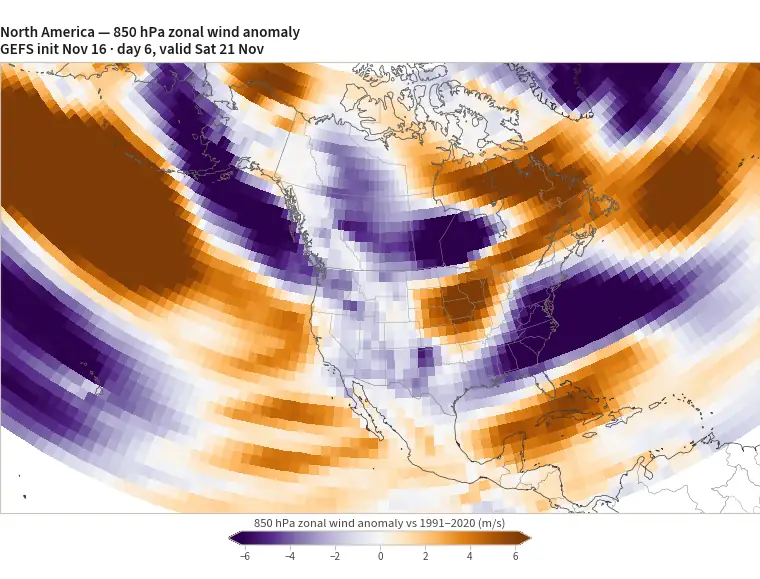 North America — 850 hPa zonal wind anomaly
GEFS init Nov 16 · day 6, valid Sat 21 Nov
850 hPa zonal wind anomaly vs 1991–2020 (m/s)
−6 −4 −2 0 2 4 6